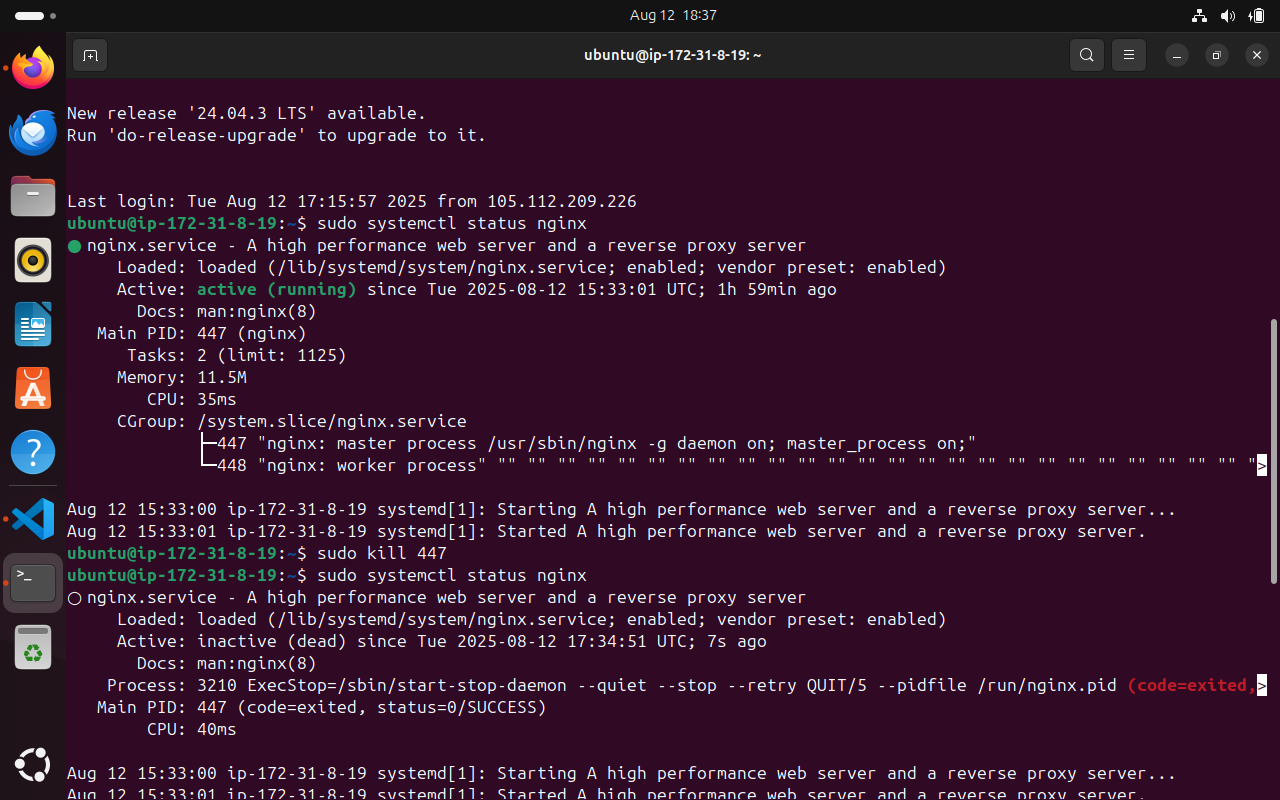 Aug 12 18:37
ubuntu@ip-172-31-8-19: ~
New release '24.04.3 LTS' available.
Run 'do-release-upgrade' to upgrade to it.
Last login: Tue Aug 12 17:15:57 2025 from 105.112.209.226
ubuntu@ip-172-31-8-19:~$ sudo systemctl status nginx
● nginx.service - A high performance web server and a reverse proxy server
Loaded: loaded (/lib/systemd/system/nginx.service; enabled; vendor preset: enabled)
Active: active (running) since Tue 2025-08-12 15:33:01 UTC; 1h 59min ago
Docs: man:nginx(8)
Main PID: 447 (nginx)
Tasks: 2 (limit: 1125)
Memory: 11.5M
CPU: 35ms
CGroup: /system.slice/nginx.service
├─447 "nginx: master process /usr/sbin/nginx -g daemon on; master_process on;"
└─448 "nginx: worker process" "" "" "" "" "" "" "" "" "" "" "" "" "" "" "" "" "" "" "" "" "" "" "" "" "" ">
Aug 12 15:33:00 ip-172-31-8-19 systemd[1]: Starting A high performance web server and a reverse proxy server...
Aug 12 15:33:01 ip-172-31-8-19 systemd[1]: Started A high performance web server and a reverse proxy server.
ubuntu@ip-172-31-8-19:~$ sudo kill 447
ubuntu@ip-172-31-8-19:~$ sudo systemctl status nginx
○ nginx.service - A high performance web server and a reverse proxy server
Loaded: loaded (/lib/systemd/system/nginx.service; enabled; vendor preset: enabled)
Active: inactive (dead) since Tue 2025-08-12 17:34:51 UTC; 7s ago
Docs: man:nginx(8)
Process: 3210 ExecStop=/sbin/start-stop-daemon --quiet --stop --retry QUIT/5 --pidfile /run/nginx.pid (code=exited,>
Main PID: 447 (code=exited, status=0/SUCCESS)
CPU: 40ms
Aug 12 15:33:00 ip-172-31-8-19 systemd[1]: Starting A high performance web server and a reverse proxy server...
Aug 12 15:33:01 ip-172-31-8-19 systemd[1]: Started A high performance web server and a reverse proxy server.